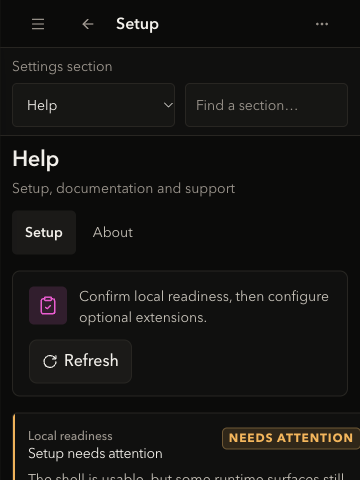 Setup
Settings section
Help
Find a section…
Help
Setup, documentation and support
Setup
About
Confirm local readiness, then configure
optional extensions.
Refresh
Local readiness
NEEDS ATTENTION
Setup needs attention
The shell is usable, but some runtime surfaces still